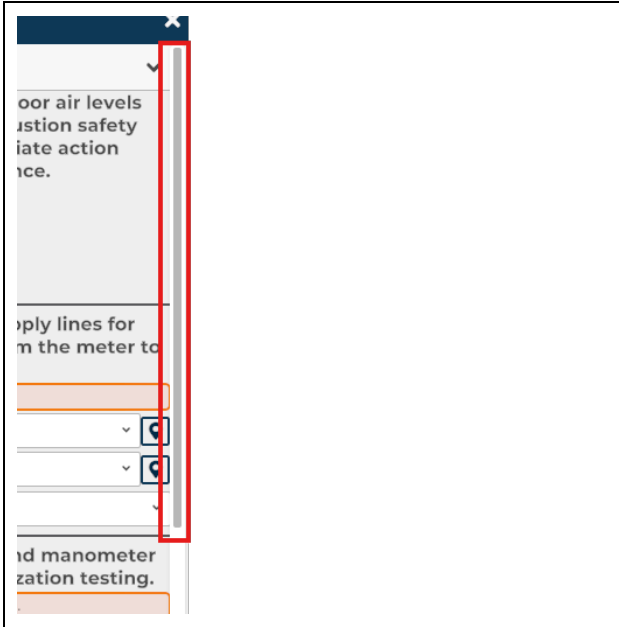 oor air levels
ustion safety
iate action
nce.
pply lines for
m the meter to
nd manometer
zation testing.